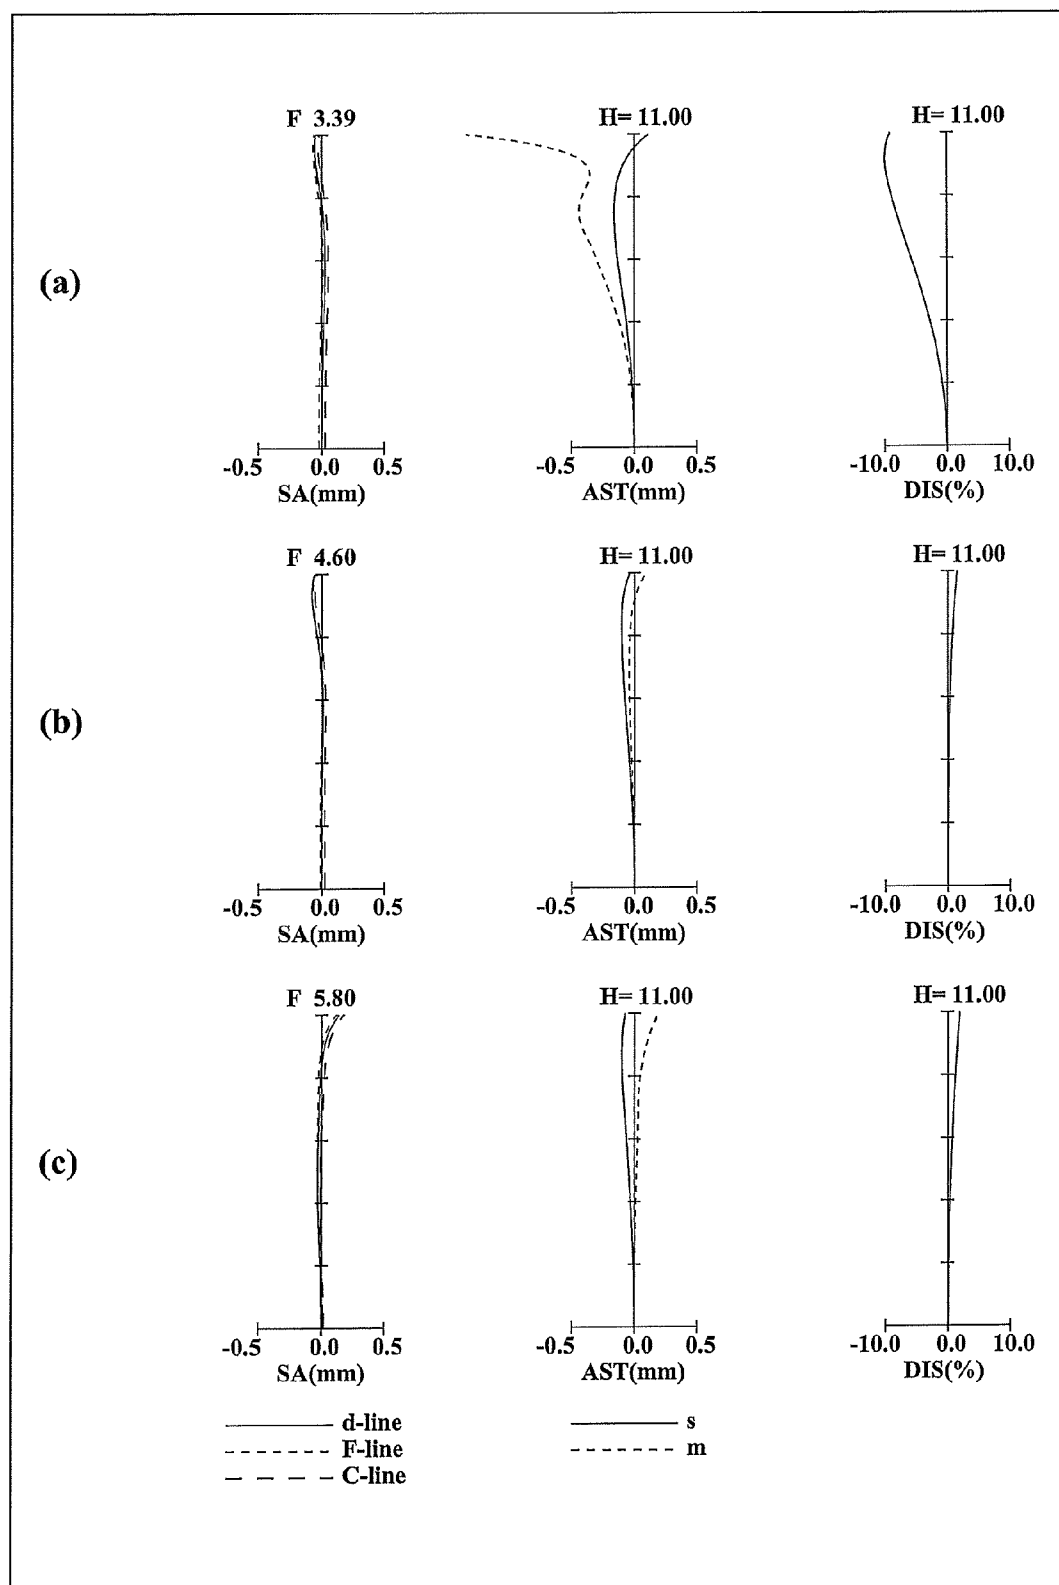 F 3.39 H= 11.00 H= 11.00
(a)
-0.5 0.0 0.5 -0.5 0.0 0.5 -10.0 0.0 10.0
SA(mm) AST(mm) DIS(%)
F 4.60 H= 11.00 H= 11.00
(b)
-0.5 0.0 0.5 -0.5 0.0 0.5 -10.0 0.0 10.0
SA(mm) AST(mm) DIS(%)
F 5.80 H= 11.00 H= 11.00
(c)
-0.5 0.0 0.5 -0.5 0.0 0.5 -10.0 0.0 10.0
SA(mm) AST(mm) DIS(%)
d-line s
F-line m
C-line